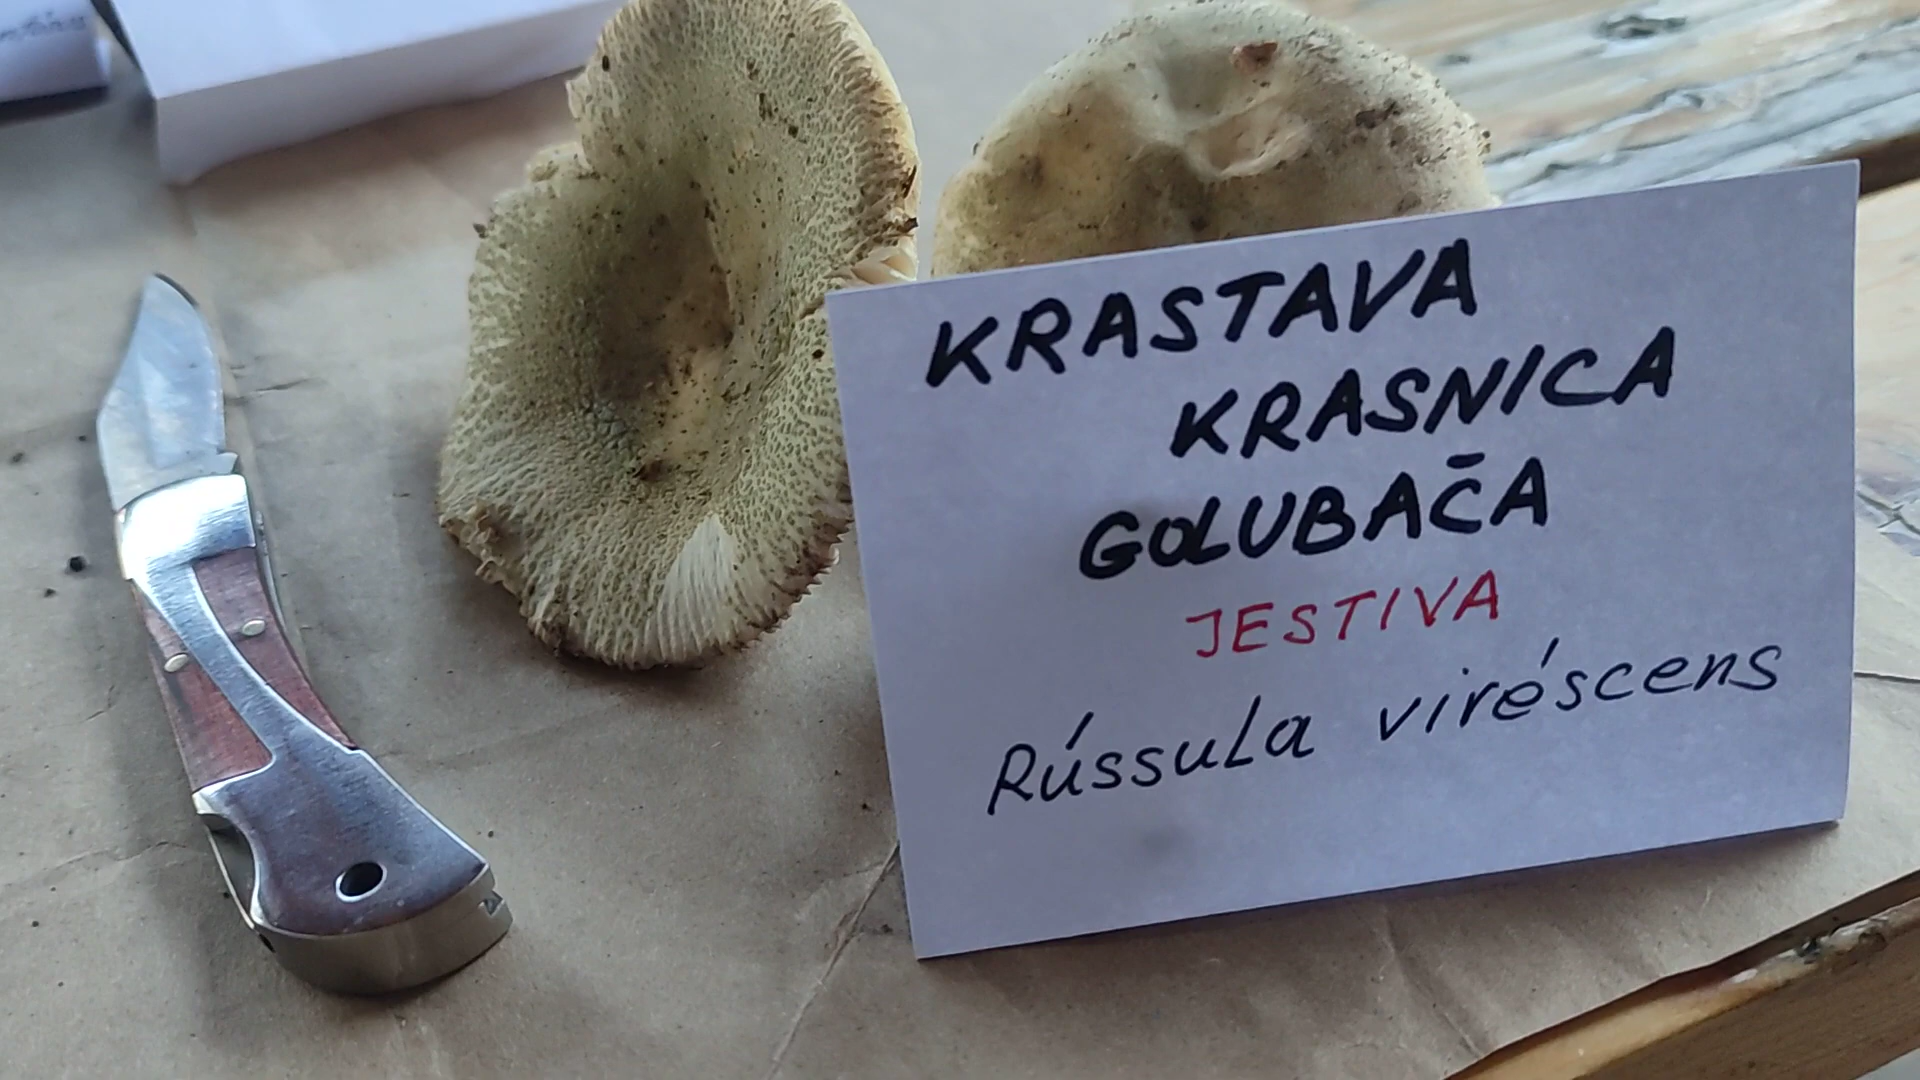 KRASTAVA
KRASNICA
GOLUBAČA
JESTIVA
Rússula viréscens